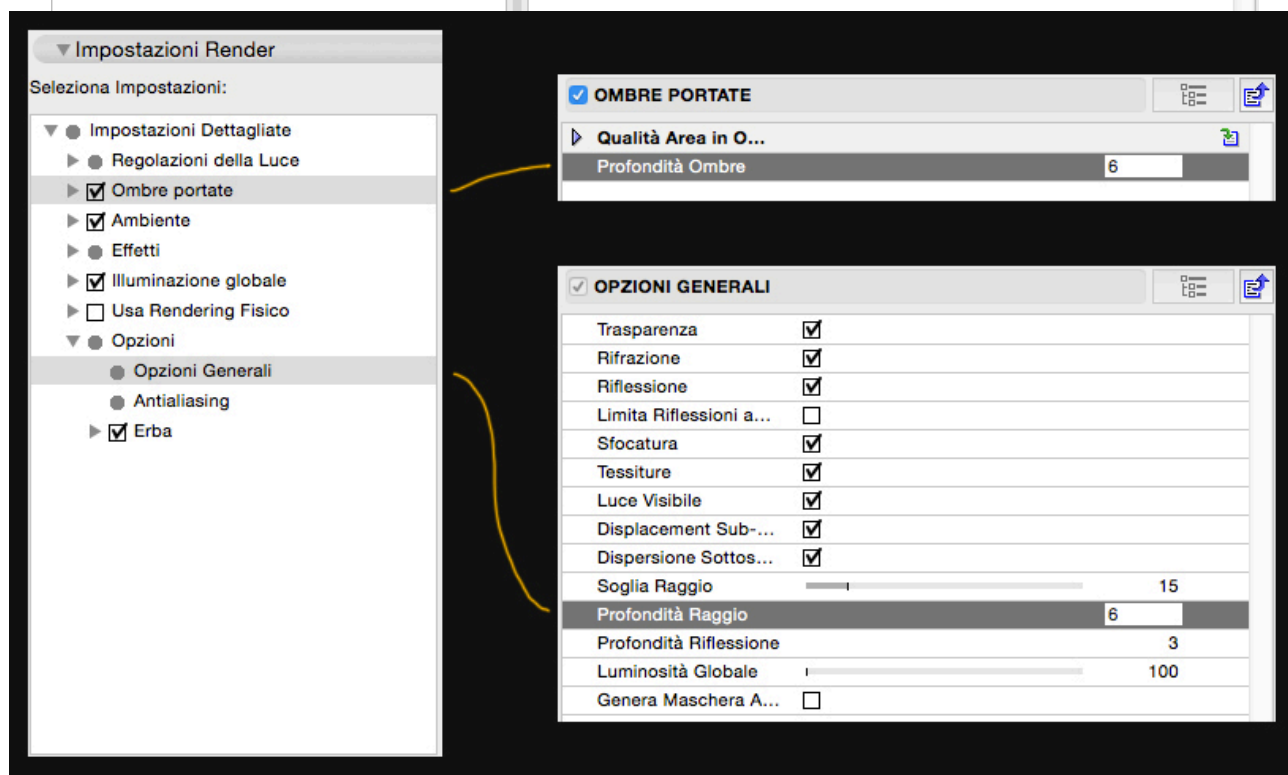 Impostazioni Render
Seleziona Impostazioni:
Impostazioni Dettagliate
Regolazioni della Luce
Ombre portate
Ambiente
Effetti
Illuminazione globale
Usa Rendering Fisico
Opzioni
Opzioni Generali
Antialiasing
Erba
OMBRE PORTATE
Qualità Area in O...
Profondità Ombre 6
OPZIONI GENERALI
Trasparenza
Rifrazione
Riflessione
Limita Riflessioni a...
Sfocatura
Tessiture
Luce Visibile
Displacement Sub-...
Dispersione Sottos...
Soglia Raggio 15
Profondità Raggio 6
Profondità Riflessione 3
Luminosità Globale 100
Genera Maschera A...